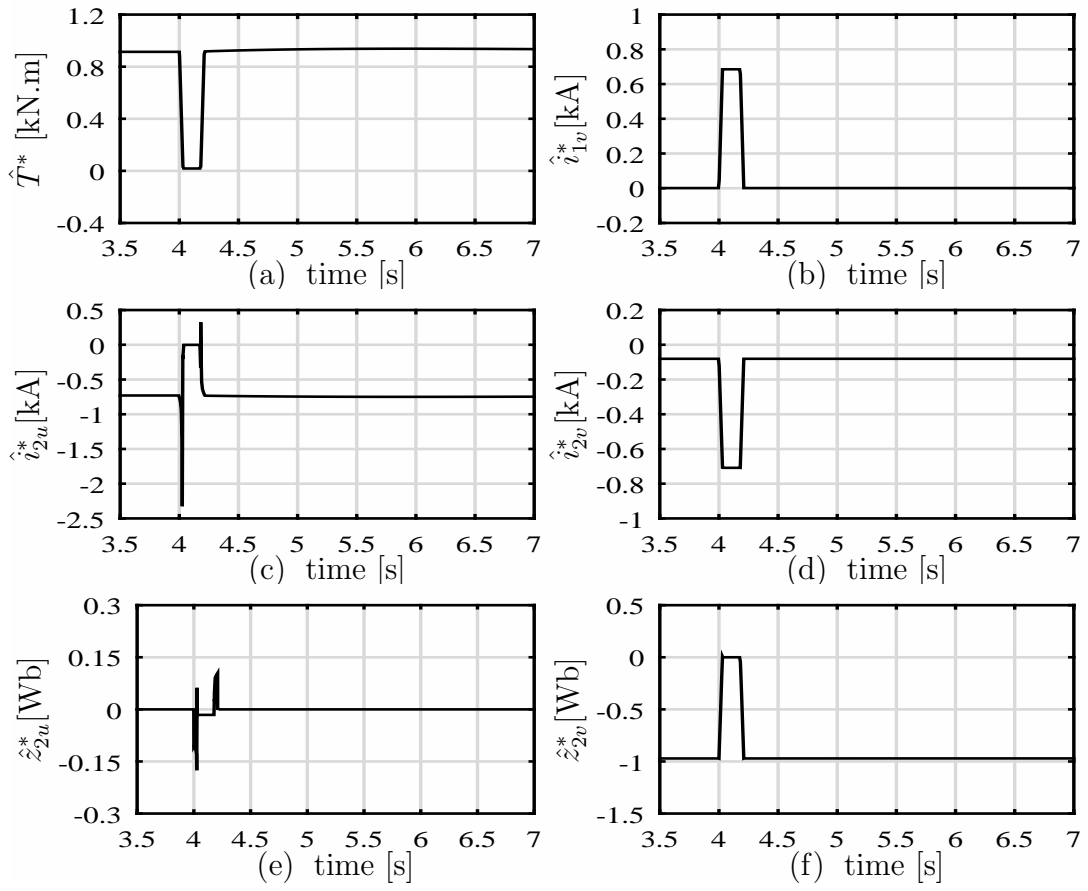 1.2
0.8
0.4
0
-0.4
T̂* [kN.m]
3.5 4 4.5 5 5.5 6 6.5 7
(a) time [s]
1
0.8
0.6
0.4
0.2
0
-0.2
î*1v[kA]
3.5 4 4.5 5 5.5 6 6.5 7
(b) time [s]
0.5
0
-0.5
-1
-1.5
-2
-2.5
î*2u[kA]
3.5 4 4.5 5 5.5 6 6.5 7
(c) time [s]
0.2
0
-0.2
-0.4
-0.6
-0.8
-1
î*2v[kA]
3.5 4 4.5 5 5.5 6 6.5 7
(d) time [s]
0.3
0.15
0
-0.15
-0.3
ẑ*2u[Wb]
3.5 4 4.5 5 5.5 6 6.5 7
(e) time [s]
0.5
0
-0.5
-1
-1.5
ẑ*2v[Wb]
3.5 4 4.5 5 5.5 6 6.5 7
(f) time [s]